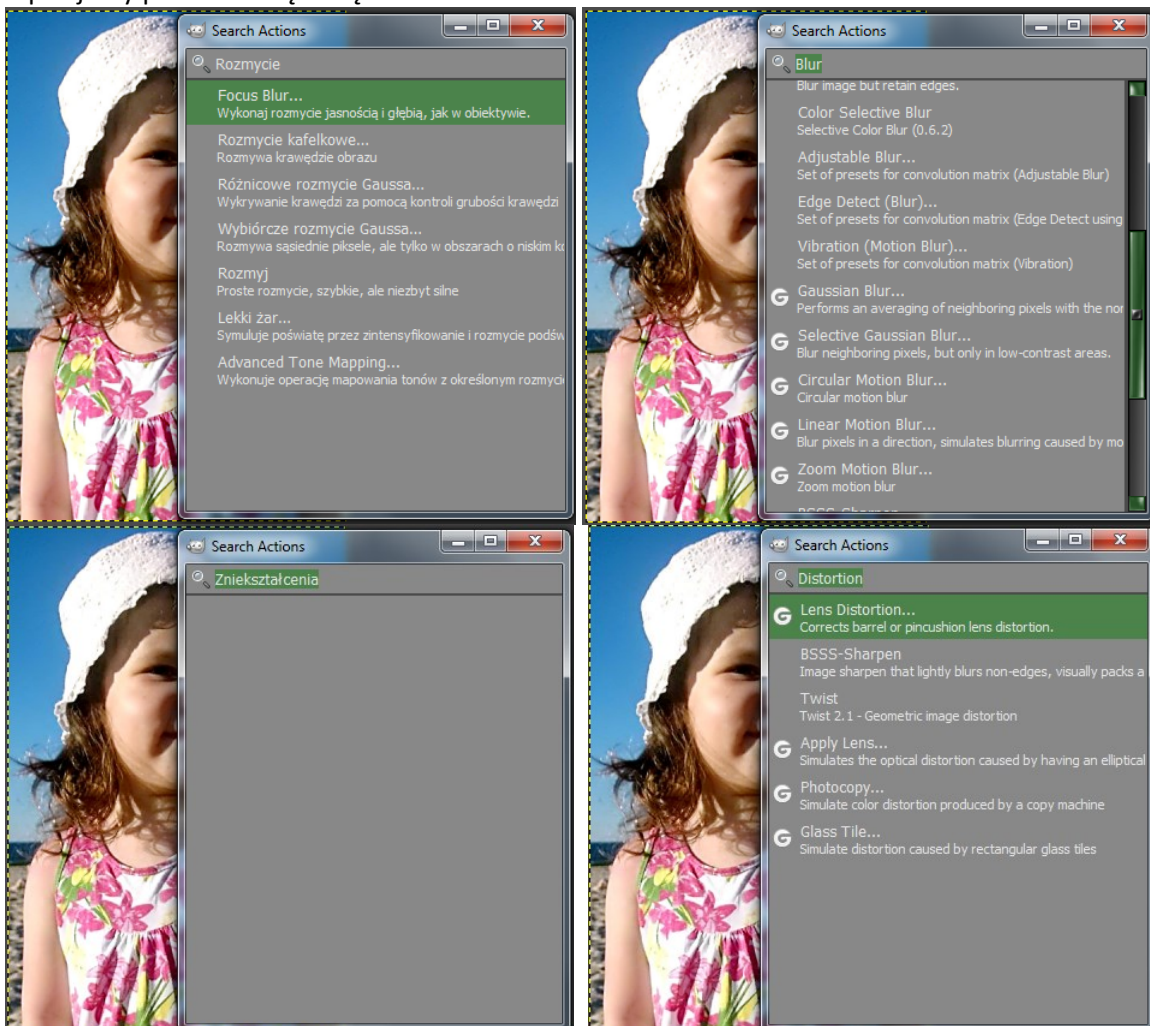 Search Actions
Rozmycie
Focus Blur...
Wykonaj rozmycie jasnością i głębią, jak w obiektywie.
Rozmycie kafelkowe...
Rozmywa krawędzie obrazu
Różnicowe rozmycie Gaussa...
Wykrywanie krawędzi za pomocą kontroli grubości krawędzi
Wybiórcze rozmycie Gaussa...
Rozmywa sąsiednie piksele, ale tylko w obszarach o niskim
Rozmyj
Proste rozmycie, szybkie, ale niezbyt silne
Lekki żar...
Symuluje poświatę przez zintensyfikowanie i rozmycie
Advanced Tone Mapping...
Wykonuje operację mapowania tonów z określonym
Search Actions
Blur
Blur image but retain edges.
Color Selective Blur
Selective Color Blur (0.6.2)
Adjustable Blur...
Set of presets for convolution matrix (Adjustable Blur)
Edge Detect (Blur)...
Set of presets for convolution matrix (Edge Detect using
Vibration (Motion Blur)...
Set of presets for convolution matrix (Vibration)
Gaussian Blur...
Performs an averaging of neighboring pixels with the
Selective Gaussian Blur...
Blur neighboring pixels, but only in low-contrast areas.
Circular Motion Blur...
Circular motion blur
Linear Motion Blur...
Blur pixels in a direction, simulates blurring caused by
Zoom Motion Blur...
Zoom motion blur
Search Actions
Zniekształcenia
Search Actions
Distortion
Lens Distortion...
Corrects barrel or pincushion lens distortion.
BSSS-Sharpen
Image sharpen that lightly blurs non-edges, visually packs a
Twist
Twist 2.1 - Geometric image distortion
Apply Lens...
Simulates the optical distortion caused by having an elliptical
Photocopy...
Simulate color distortion produced by a copy machine
Glass Tile...
Simulate distortion caused by rectangular glass tiles